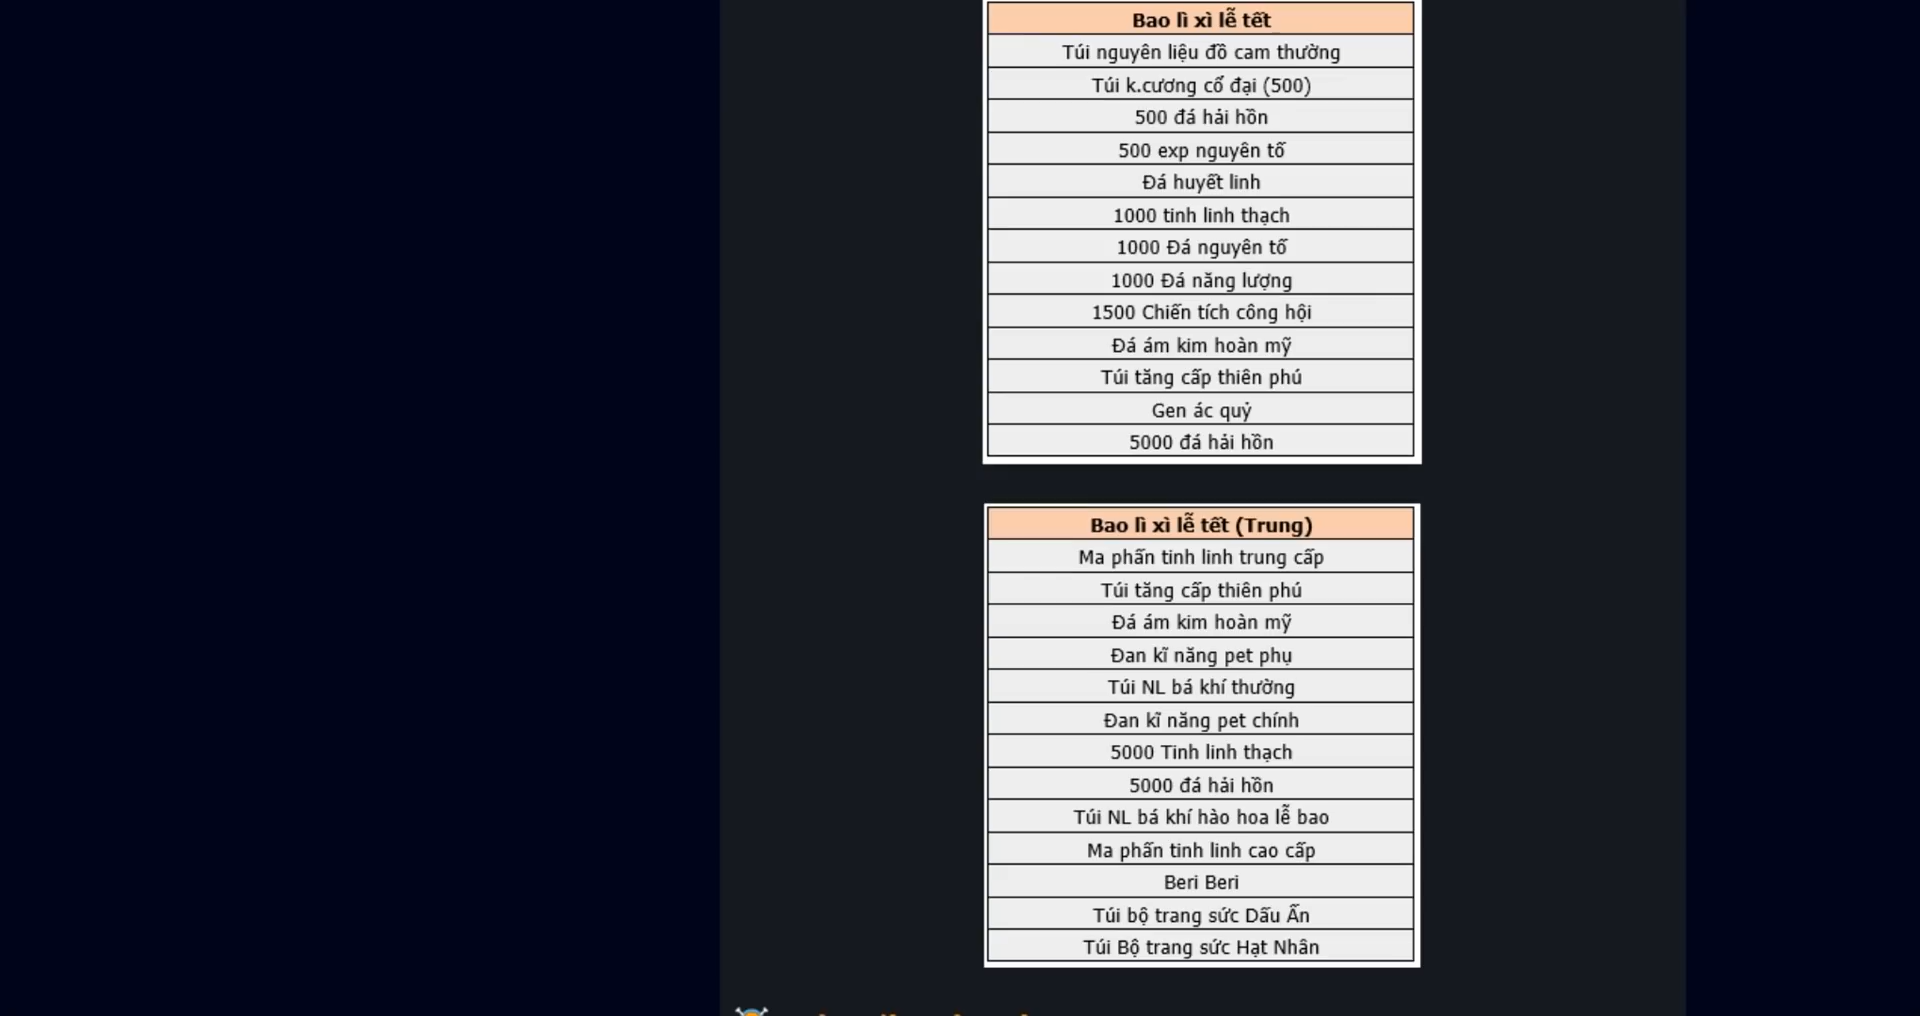 Bao lì xì lễ tết
Túi nguyên liệu đồ cam thường
Túi k.cương cổ đại (500)
500 đá hải hồn
500 exp nguyên tố
Đá huyết linh
1000 tinh linh thạch
1000 Đá nguyên tố
1000 Đá năng lượng
1500 Chiến tích công hội
Đá ám kim hoàn mỹ
Túi tăng cấp thiên phú
Gen ác quỷ
5000 đá hải hồn
Bao lì xì lễ tết (Trung)
Ma phấn tinh linh trung cấp
Túi tăng cấp thiên phú
Đá ám kim hoàn mỹ
Đan kĩ năng pet phụ
Túi NL bá khí thường
Đan kĩ năng pet chính
5000 Tinh linh thạch
5000 đá hải hồn
Túi NL bá khí hào hoa lễ bao
Ma phấn tinh linh cao cấp
Beri Beri
Túi bộ trang sức Dấu Ấn
Túi Bộ trang sức Hạt Nhân